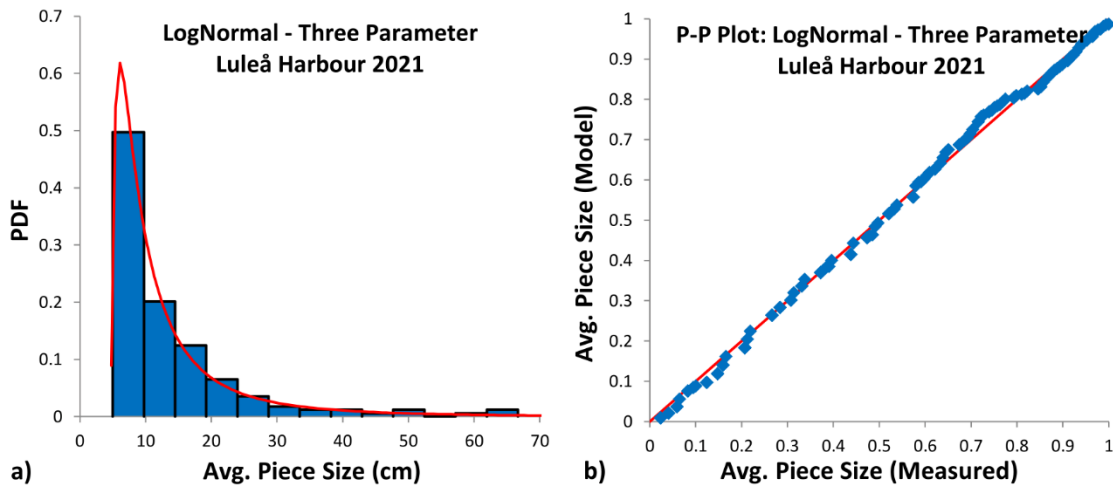 LogNormal - Three Parameter
Luleå Harbour 2021
PDF
0.7
0.6
0.5
0.4
0.3
0.2
0.1
0
0 10 20 30 40 50 60 70
a) Avg. Piece Size (cm)
P-P Plot: LogNormal - Three Parameter
Luleå Harbour 2021
Avg. Piece Size (Model)
1
0.9
0.8
0.7
0.6
0.5
0.4
0.3
0.2
0.1
0
0 0.1 0.2 0.3 0.4 0.5 0.6 0.7 0.8 0.9 1
b) Avg. Piece Size (Measured)